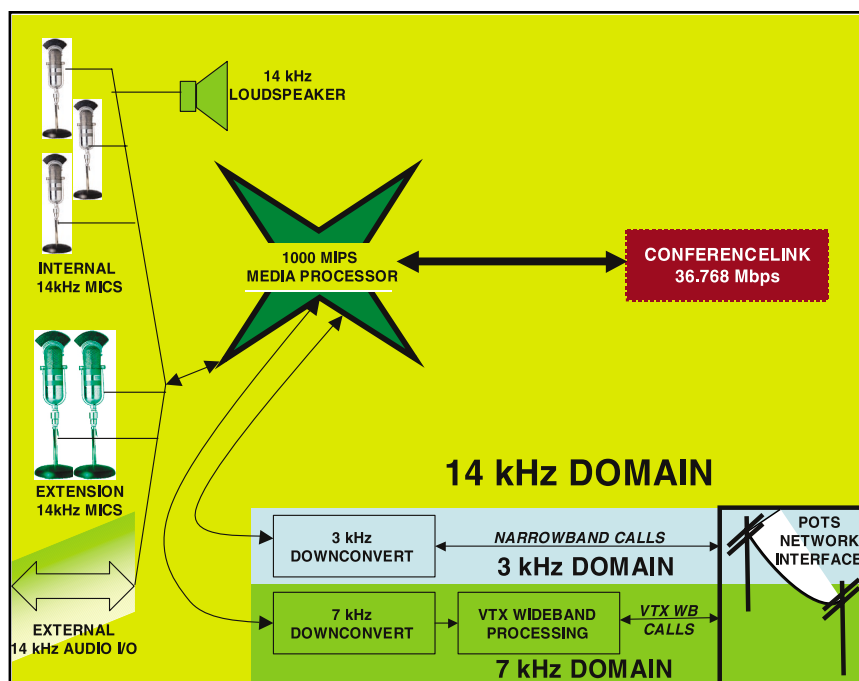 14 kHz
LOUDSPEAKER
INTERNAL
14kHz MICS
1000 MIPS
MEDIA PROCESSOR
CONFERENCELINK
36.768 Mbps
EXTENSION
14kHz MICS
14 kHz DOMAIN
3 kHz
DOWNCONVERT
NARROWBAND CALLS
3 kHz DOMAIN
POTS
NETWORK
INTERFACE
EXTERNAL
14 kHz AUDIO I/O
7 kHz
DOWNCONVERT
VTX WIDEBAND
PROCESSING
VTX WB
CALLS
7 kHz DOMAIN